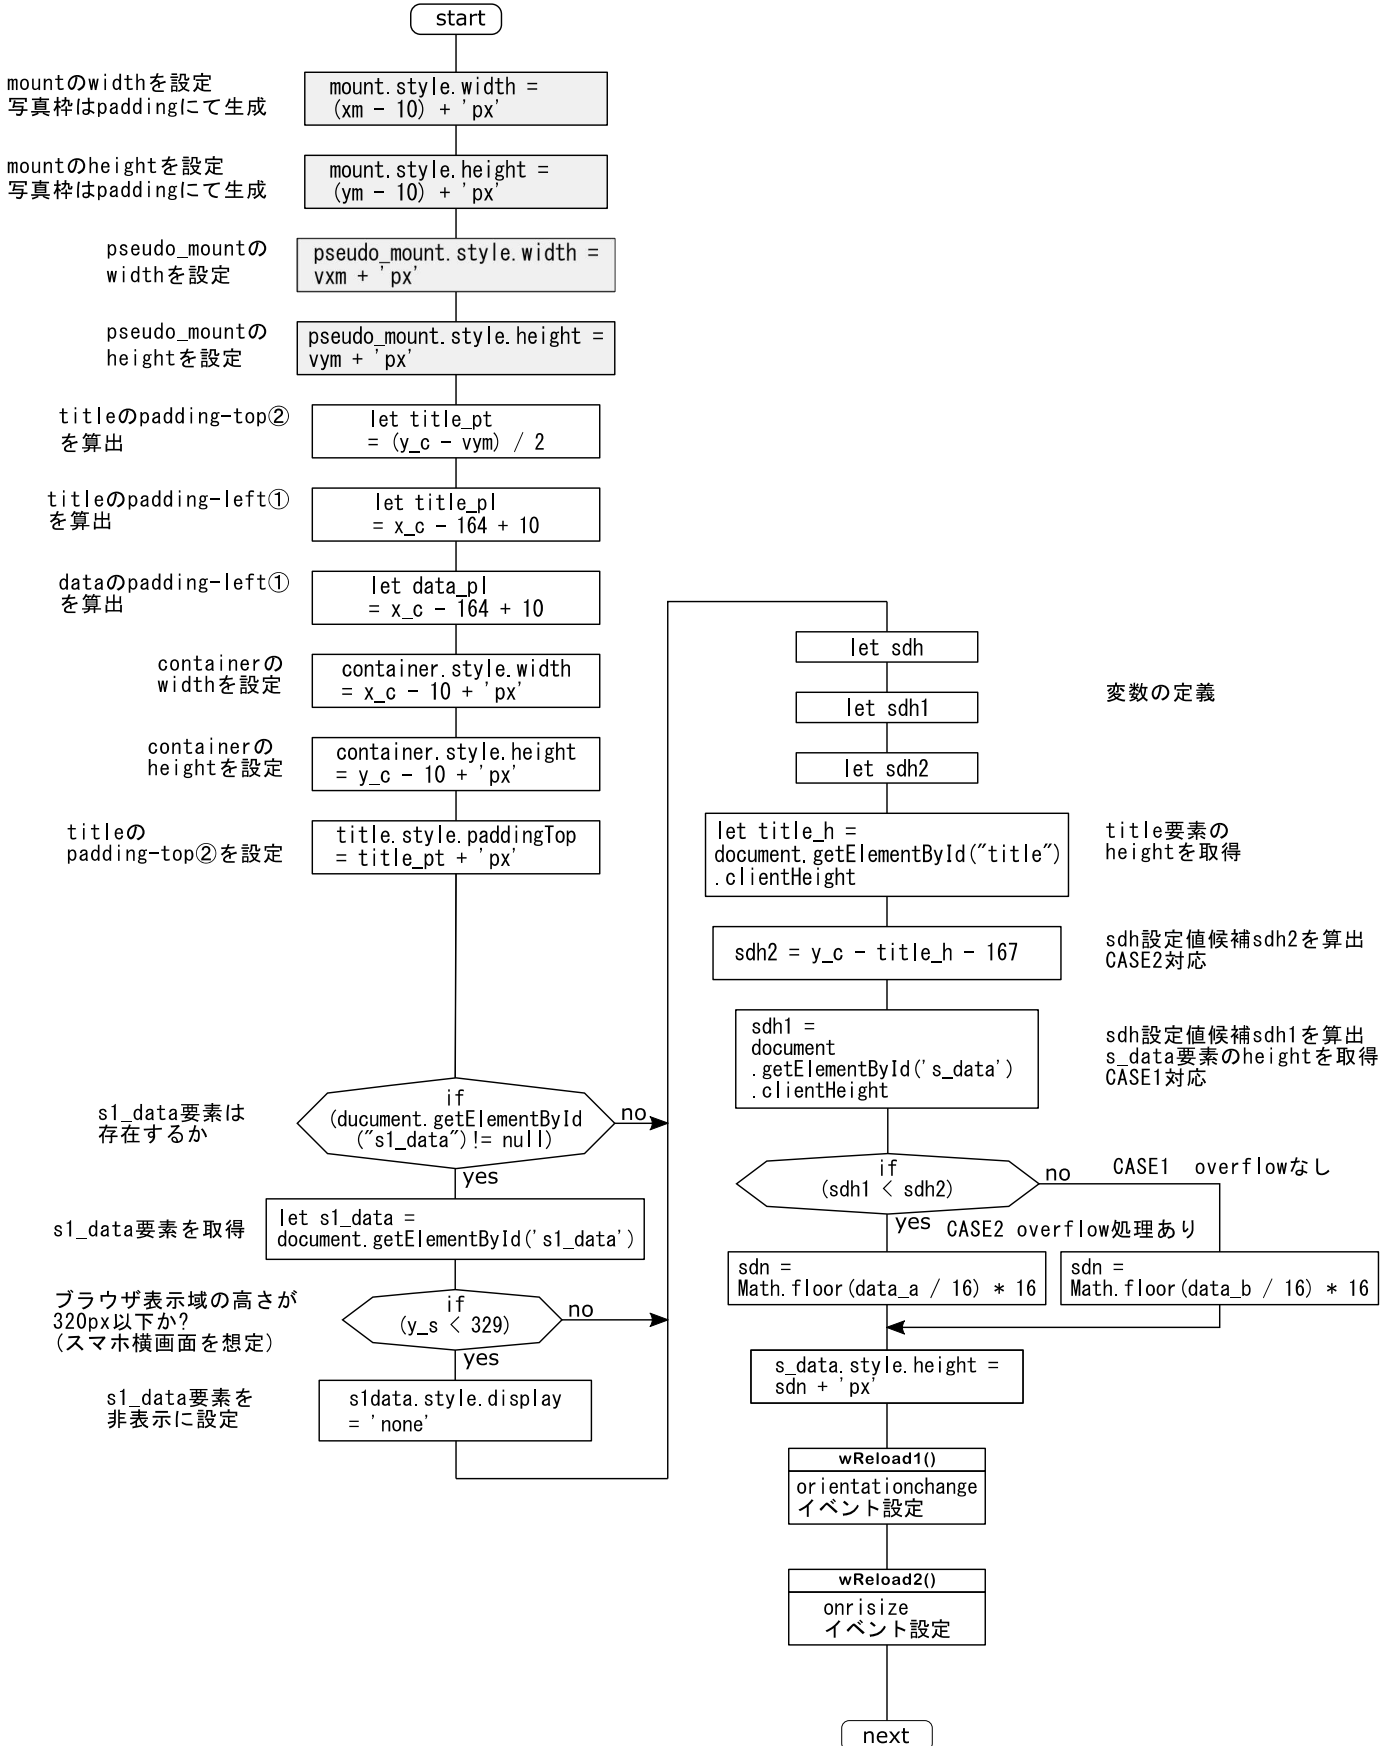 start
mountのwidthを設定
写真枠はpaddingにて生成
mount.style.width =
(xm - 10) + 'px'
mountのheightを設定
写真枠はpaddingにて生成
mount.style.height =
(ym - 10) + 'px'
pseudo_mountの
widthを設定
pseudo_mount.style.width =
vxm + 'px'
pseudo_mountの
heightを設定
pseudo_mount.style.height =
vym + 'px'
titleのpadding-top②
を算出
let title_pt
= (y_c - vym) / 2
titleのpadding-left①
を算出
let title_pl
= x_c - 164 + 10
dataのpadding-left①
を算出
let data_pl
= x_c - 164 + 10
containerの
widthを設定
container.style.width
= x_c - 10 + 'px'
containerの
heightを設定
container.style.height
= y_c - 10 + 'px'
titleの
padding-top②を設定
title.style.paddingTop
= title_pt + 'px'
s1_data要素は
存在するか
if
(ducument.getElementById
("s1_data")!= null)
no
yes
s1_data要素を取得
let s1_data =
document.getElementById('s1_data')
ブラウザ表示域の高さが
320px以下か?
(スマホ横画面を想定)
if
(y_s < 329)
no
yes
s1_data要素を
非表示に設定
s1data.style.display
= 'none'
let sdh
let sdh1
変数の定義
let sdh2
let title_h =
document.getElementById("title")
.clientHeight
title要素の
heightを取得
sdh2 = y_c - title_h - 167
sdh設定値候補sdh2を算出
CASE2対応
sdh1 =
document
.getElementById('s_data')
.clientHeight
sdh設定値候補sdh1を算出
s_data要素のheightを取得
CASE1対応
if
(sdh1 < sdh2)
no
CASE1 overflowなし
yes
CASE2 overflow処理あり
sdn =
Math.floor(data_a / 16) * 16
sdn =
Math.floor(data_b / 16) * 16
s_data.style.height =
sdn + 'px'
wReload1()
orientationchange
イベント設定
wReload2()
onrisize
イベント設定
next